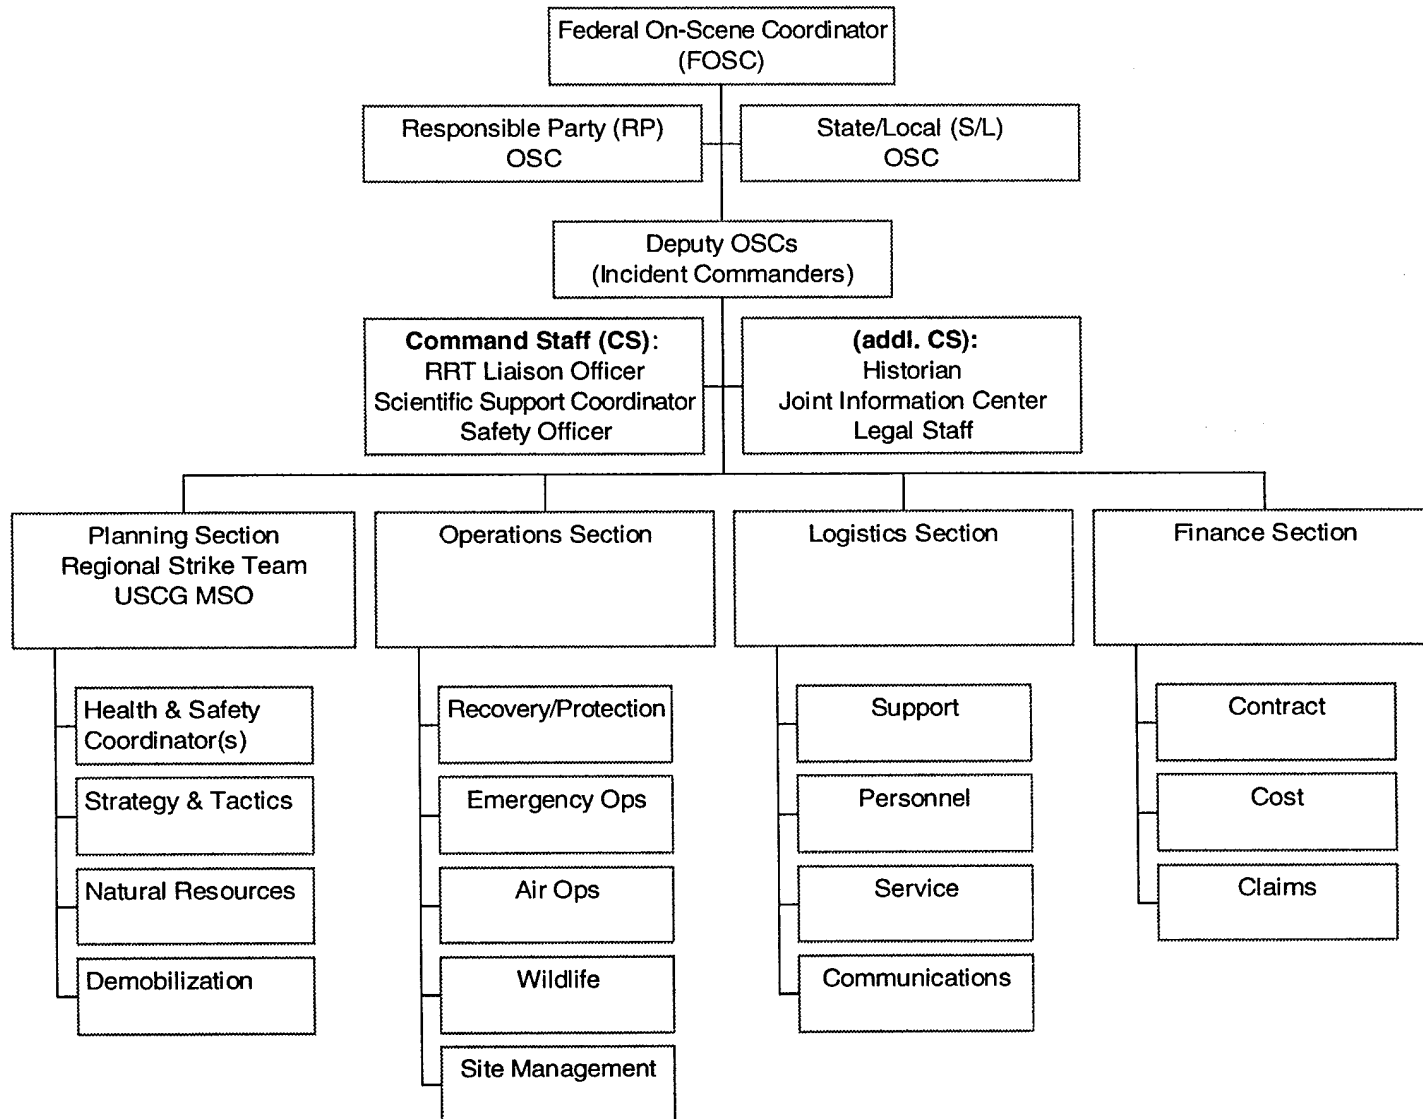 Federal On-Scene Coordinator
(FOSC)
Responsible Party (RP)
OSC
State/Local (S/L)
OSC
Deputy OSCs
(Incident Commanders)
Command Staff (CS):
RRT Liaison Officer
Scientific Support Coordinator
Safety Officer
(addl. CS):
Historian
Joint Information Center
Legal Staff
Planning Section
Regional Strike Team
USCG MSO
Operations Section
Logistics Section
Finance Section
Health & Safety
Coordinator(s)
Strategy & Tactics
Natural Resources
Demobilization
Recovery/Protection
Emergency Ops
Air Ops
Wildlife
Site Management
Support
Personnel
Service
Communications
Contract
Cost
Claims